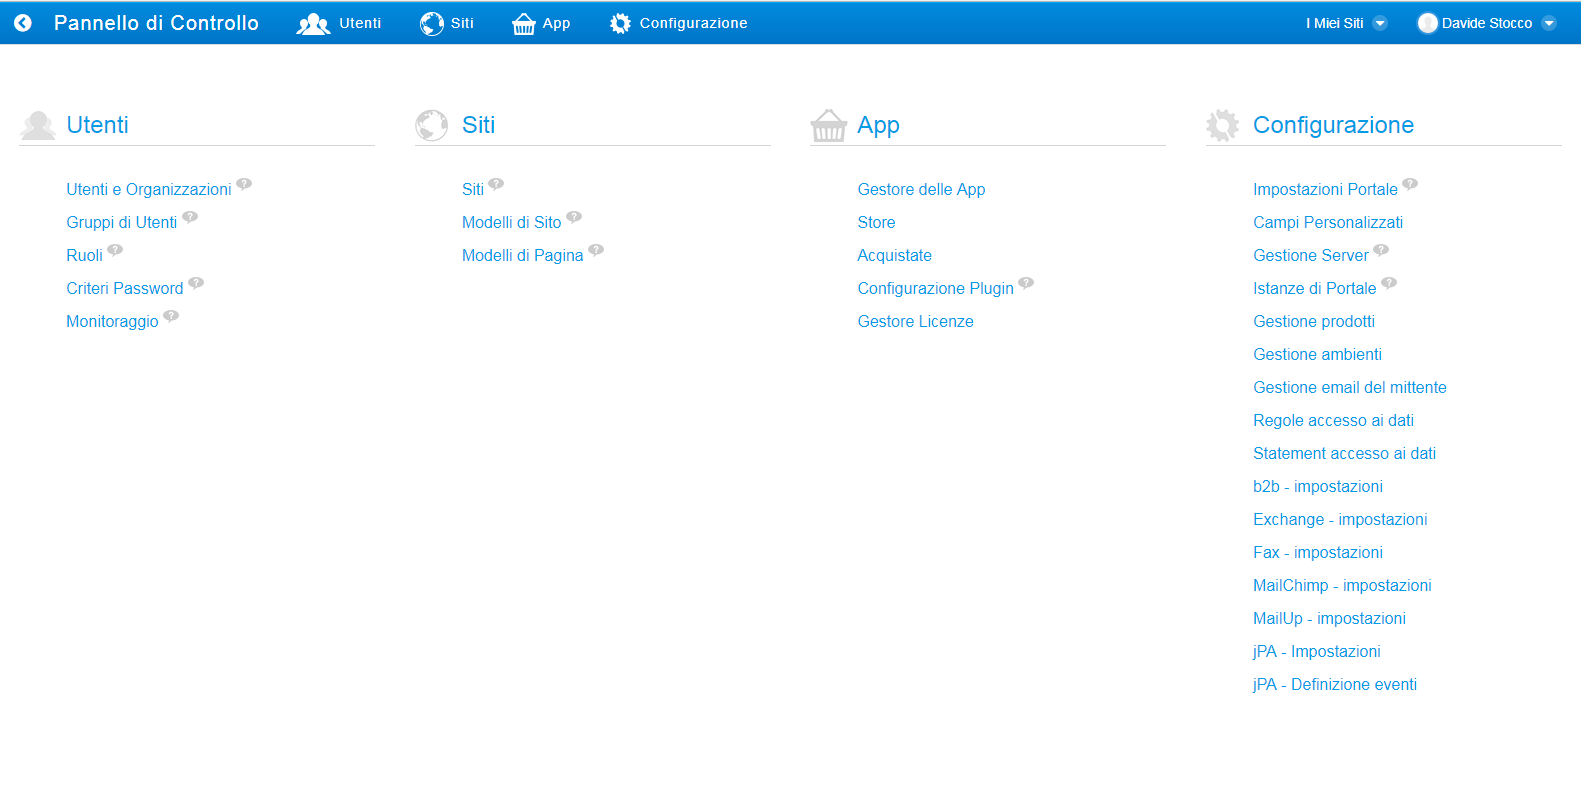 Pannello di Controllo Utenti Siti App Configurazione I Miei Siti Davide Stocco
Utenti
Utenti e Organizzazioni ?
Gruppi di Utenti ?
Ruoli ?
Criteri Password ?
Monitoraggio ?
Siti
Siti ?
Modelli di Sito ?
Modelli di Pagina ?
App
Gestore delle App
Store
Acquistate
Configurazione Plugin ?
Gestore Licenze
Configurazione
Impostazioni Portale ?
Campi Personalizzati
Gestione Server ?
Istanze di Portale ?
Gestione prodotti
Gestione ambienti
Gestione email del mittente
Regole accesso ai dati
Statement accesso ai dati
b2b - impostazioni
Exchange - impostazioni
Fax - impostazioni
MailChimp - impostazioni
MailUp - impostazioni
jPA - Impostazioni
jPA - Definizione eventi